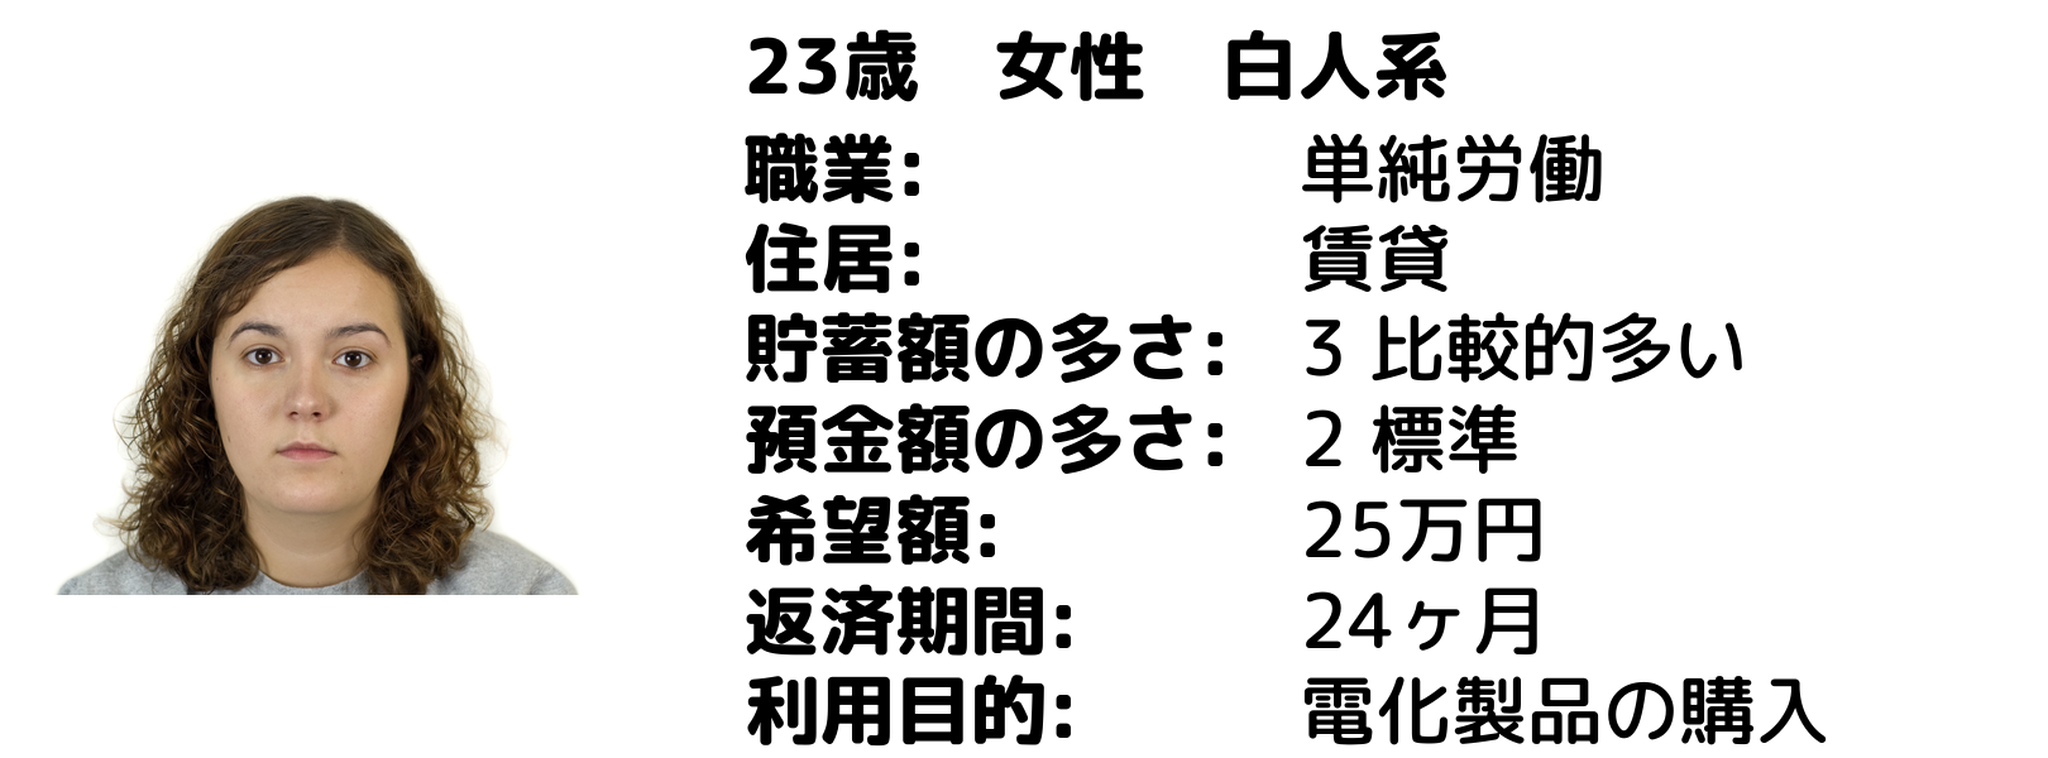 23歳　女性　白人系
職業: 単純労働
住居: 賃貸
貯蓄額の多さ: 3 比較的多い
預金額の多さ: 2 標準
希望額: 25万円
返済期間: 24ヶ月
利用目的: 電化製品の購入